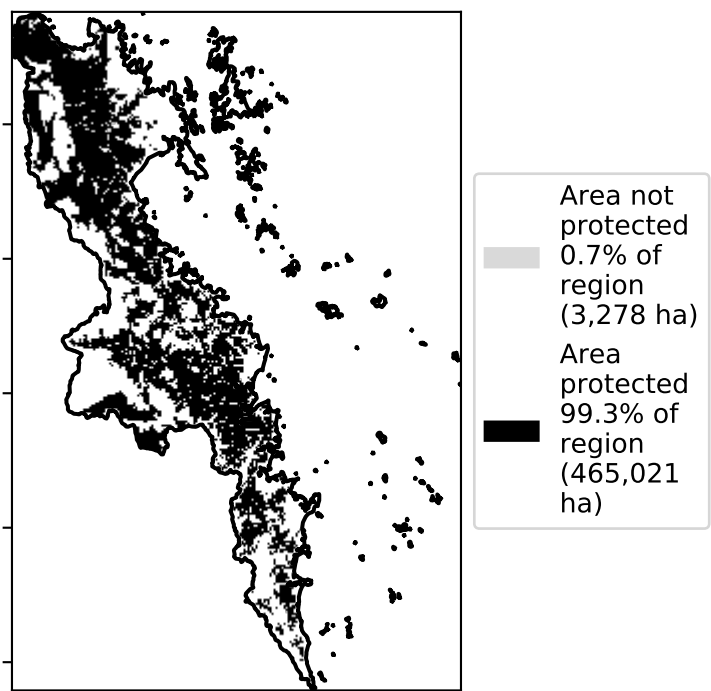 Area not
protected
0.7% of
region
(3,278 ha)
Area
protected
99.3% of
region
(465,021
ha)